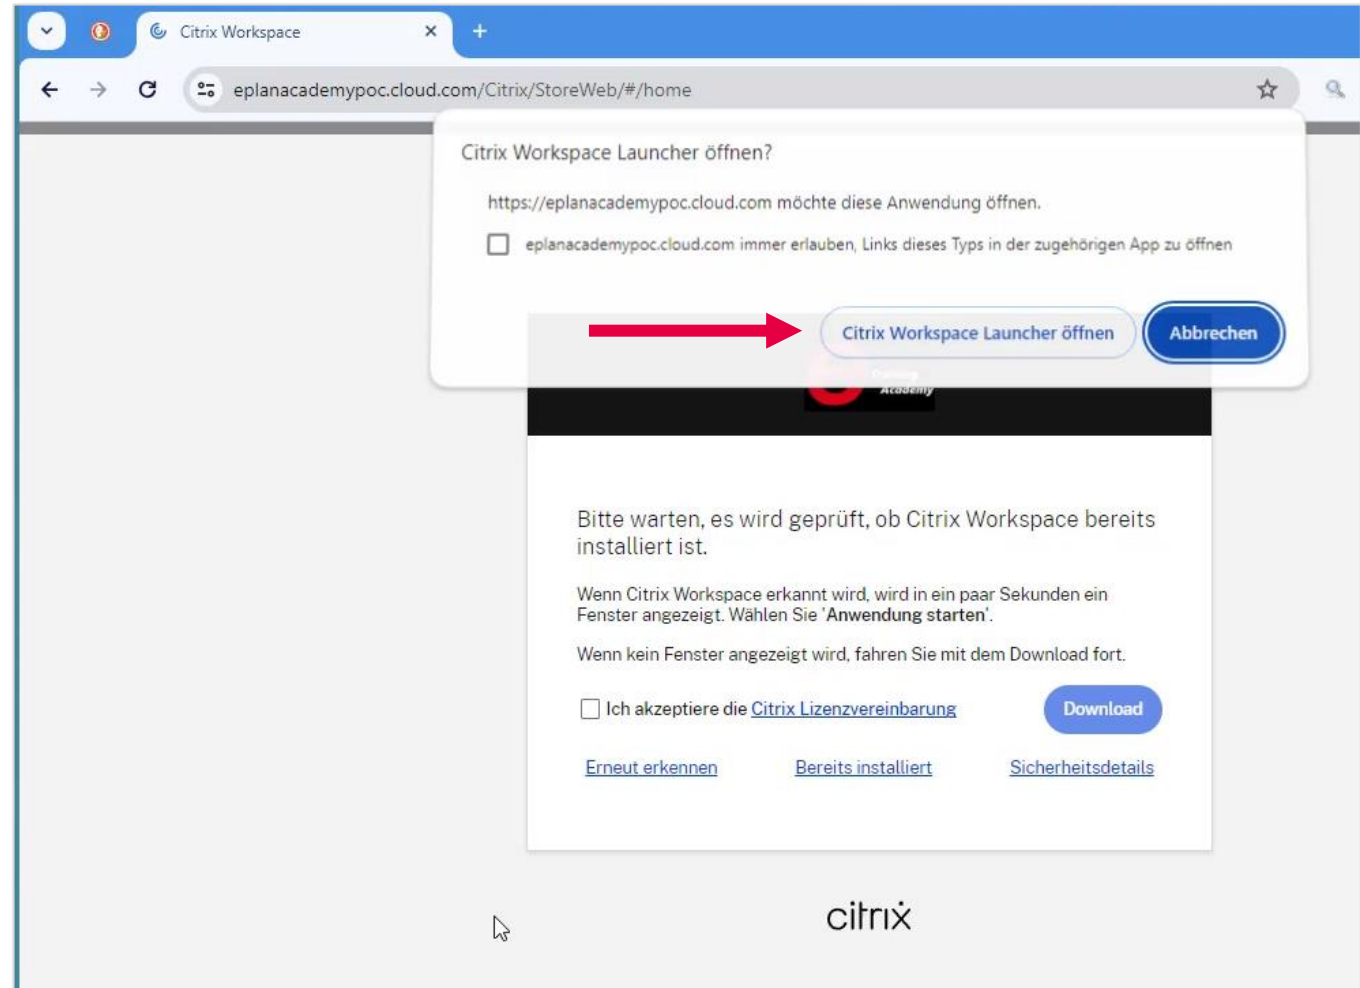 Citrix Workspace
eplanacademypoc.cloud.com/Citrix/StoreWeb/#/home
Citrix Workspace Launcher öffnen?
https://eplanacademypoc.cloud.com möchte diese Anwendung öffnen.
eplanacademypoc.cloud.com immer erlauben, Links dieses Typs in der zugehörigen App zu öffnen
Citrix Workspace Launcher öffnen
Abbrechen
Academy
Bitte warten, es wird geprüft, ob Citrix Workspace bereits
installiert ist.
Wenn Citrix Workspace erkannt wird, wird in ein paar Sekunden ein
Fenster angezeigt. Wählen Sie 'Anwendung starten'.
Wenn kein Fenster angezeigt wird, fahren Sie mit dem Download fort.
Ich akzeptiere die Citrix Lizenzvereinbarung
Download
Erneut erkennen
Bereits installiert
Sicherheitsdetails
citrix